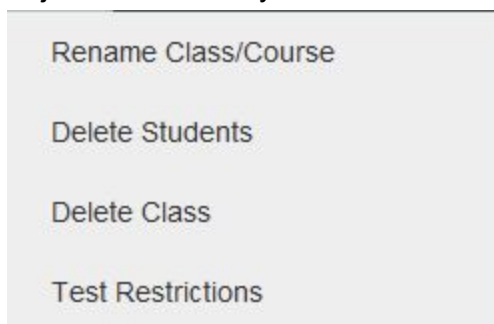 Rename Class/Course
Delete Students
Delete Class
Test Restrictions